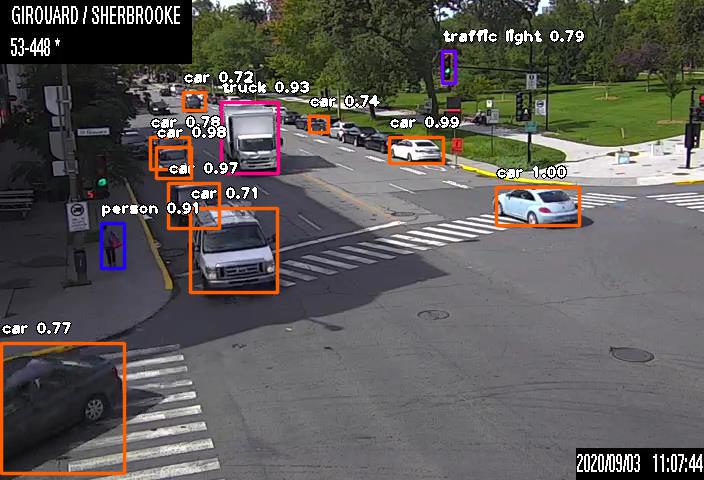 GIROUARD / SHERBROOKE
53-448 *
traffic light 0.79
car 0.72
truck 0.93
car 0.74
car 0.78
car 0.98
car 0.99
car 0.97
car 1.00
car 0.71
person 0.91
car 0.77
2020/09/03 11:07:44